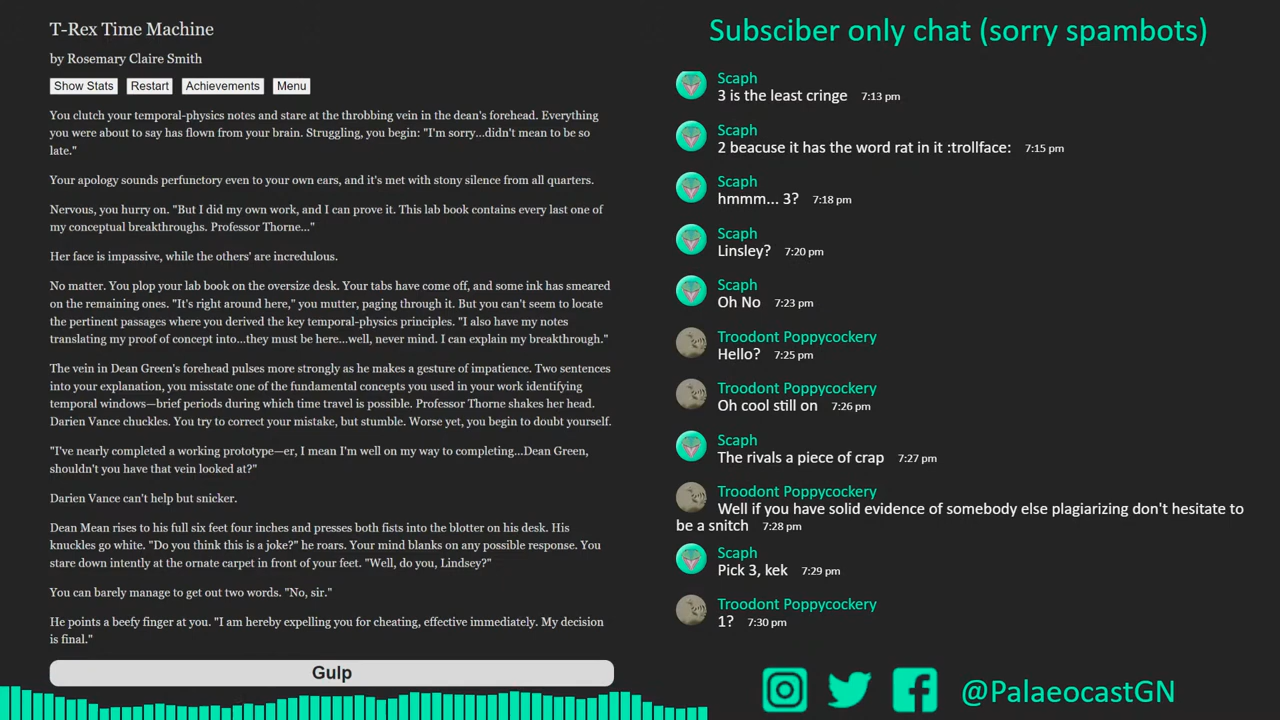 T-Rex Time Machine
by Rosemary Claire Smith
Show Stats
Restart
Achievements
Menu
You clutch your temporal-physics notes and stare at the throbbing vein in the dean's forehead. Everything
you were about to say has flown from your brain. Struggling, you begin: "I'm sorry...didn't mean to be so
late."
Your apology sounds perfunctory even to your own ears, and it's met with stony silence from all quarters.
Nervous, you hurry on. "But I did my own work, and I can prove it. This lab book contains every last one of
my conceptual breakthroughs. Professor Thorne..."
Her face is impassive, while the others' are incredulous.
No matter. You plop your lab book on the oversize desk. Your tabs have come off, and some ink has smeared
on the remaining ones. "It's right around here," you mutter, paging through it. But you can't seem to locate
the pertinent passages where you derived the key temporal-physics principles. "I also have my notes
translating my proof of concept into...they must be here...well, never mind. I can explain my breakthrough."
The vein in Dean Green's forehead pulses more strongly as he makes a gesture of impatience. Two sentences
into your explanation, you misstate one of the fundamental concepts you used in your work identifying
temporal windows—brief periods during which time travel is possible. Professor Thorne shakes her head.
Darien Vance chuckles. You try to correct your mistake, but stumble. Worse yet, you begin to doubt yourself.
"I've nearly completed a working prototype—er, I mean I'm well on my way to completing...Dean Green,
shouldn't you have that vein looked at?"
Darien Vance can't help but snicker.
Dean Mean rises to his full six feet four inches and presses both fists into the blotter on his desk. His
knuckles go white. "Do you think this is a joke?" he roars. Your mind blanks on any possible response. You
stare down intently at the ornate carpet in front of your feet. "Well, do you, Lindsey?"
You can barely manage to get out two words. "No, sir."
He points a beefy finger at you. "I am hereby expelling you for cheating, effective immediately. My decision
is final."
Gulp
Subsciber only chat (sorry spambots)
Scaph
3 is the least cringe 7:13 pm
Scaph
2 beacuse it has the word rat in it :trollface: 7:15 pm
Scaph
hmmm... 3? 7:18 pm
Scaph
Linsley? 7:20 pm
Scaph
Oh No 7:23 pm
Troodont Poppycockery
Hello? 7:25 pm
Troodont Poppycockery
Oh cool still on 7:26 pm
Scaph
The rivals a piece of crap 7:27 pm
Troodont Poppycockery
Well if you have solid evidence of somebody else plagiarizing don't hesitate to
be a snitch 7:28 pm
Scaph
Pick 3, kek 7:29 pm
Troodont Poppycockery
1? 7:30 pm
@PalaeocastGN